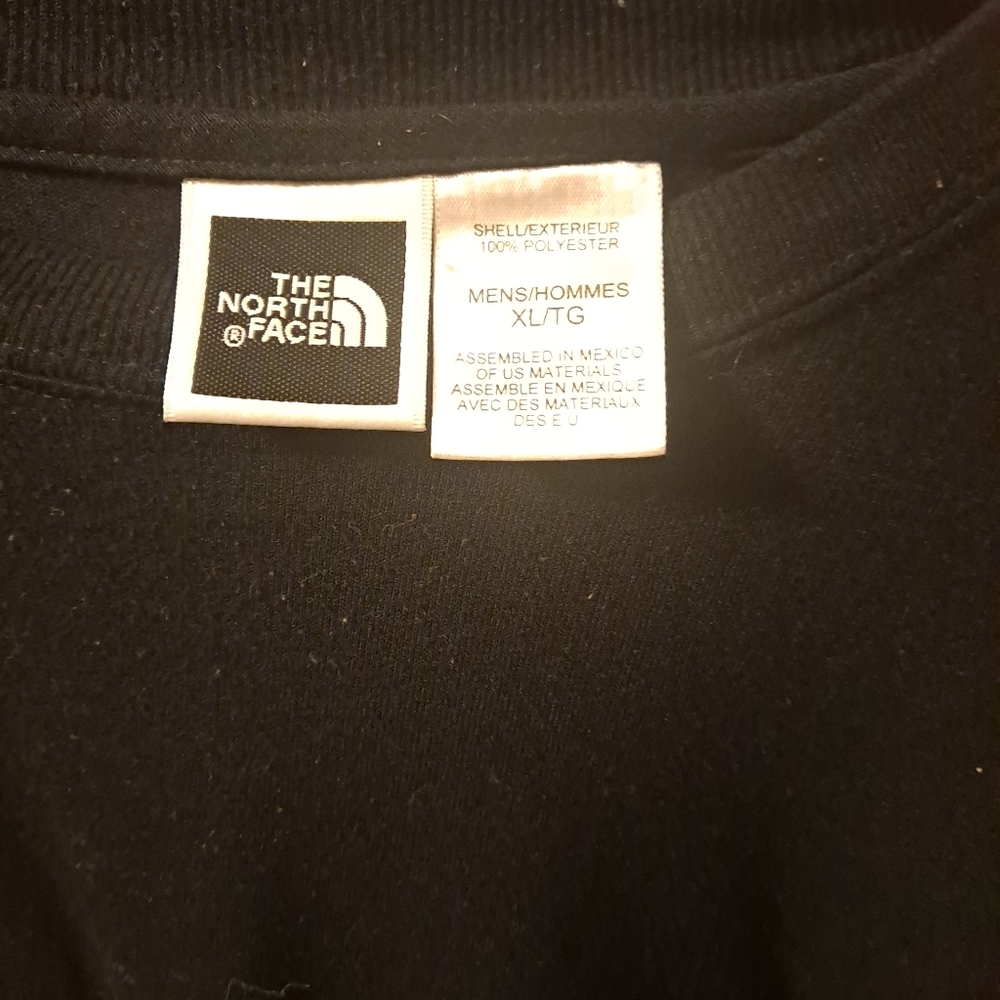 THE
NORTH
® FACE
SHELL/EXTERIEUR
100% POLYESTER
MENS/HOMMES
XL/TG
ASSEMBLED IN MEXICO
OF US MATERIALS
ASSEMBLE EN MEXIQUE
AVEC DES MATERIAUX
DES E U